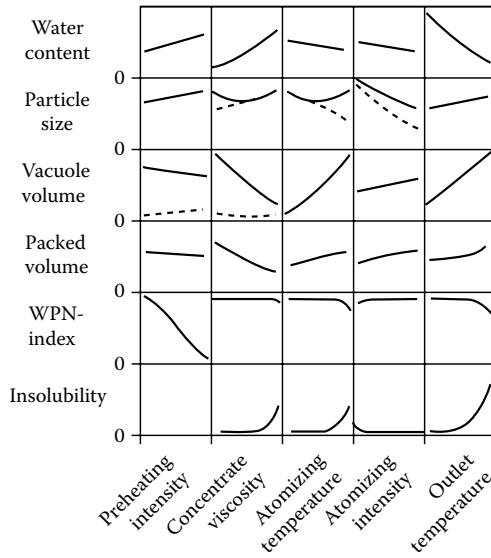 Water
content
0
Particle
size
0
Vacuole
volume
0
Packed
volume
0
WPN-
index
0
Insolubility
0
Preheating
intensity
Concentrate
viscosity
Atomizing
temperature
Atomizing
intensity
Outlet
temperature